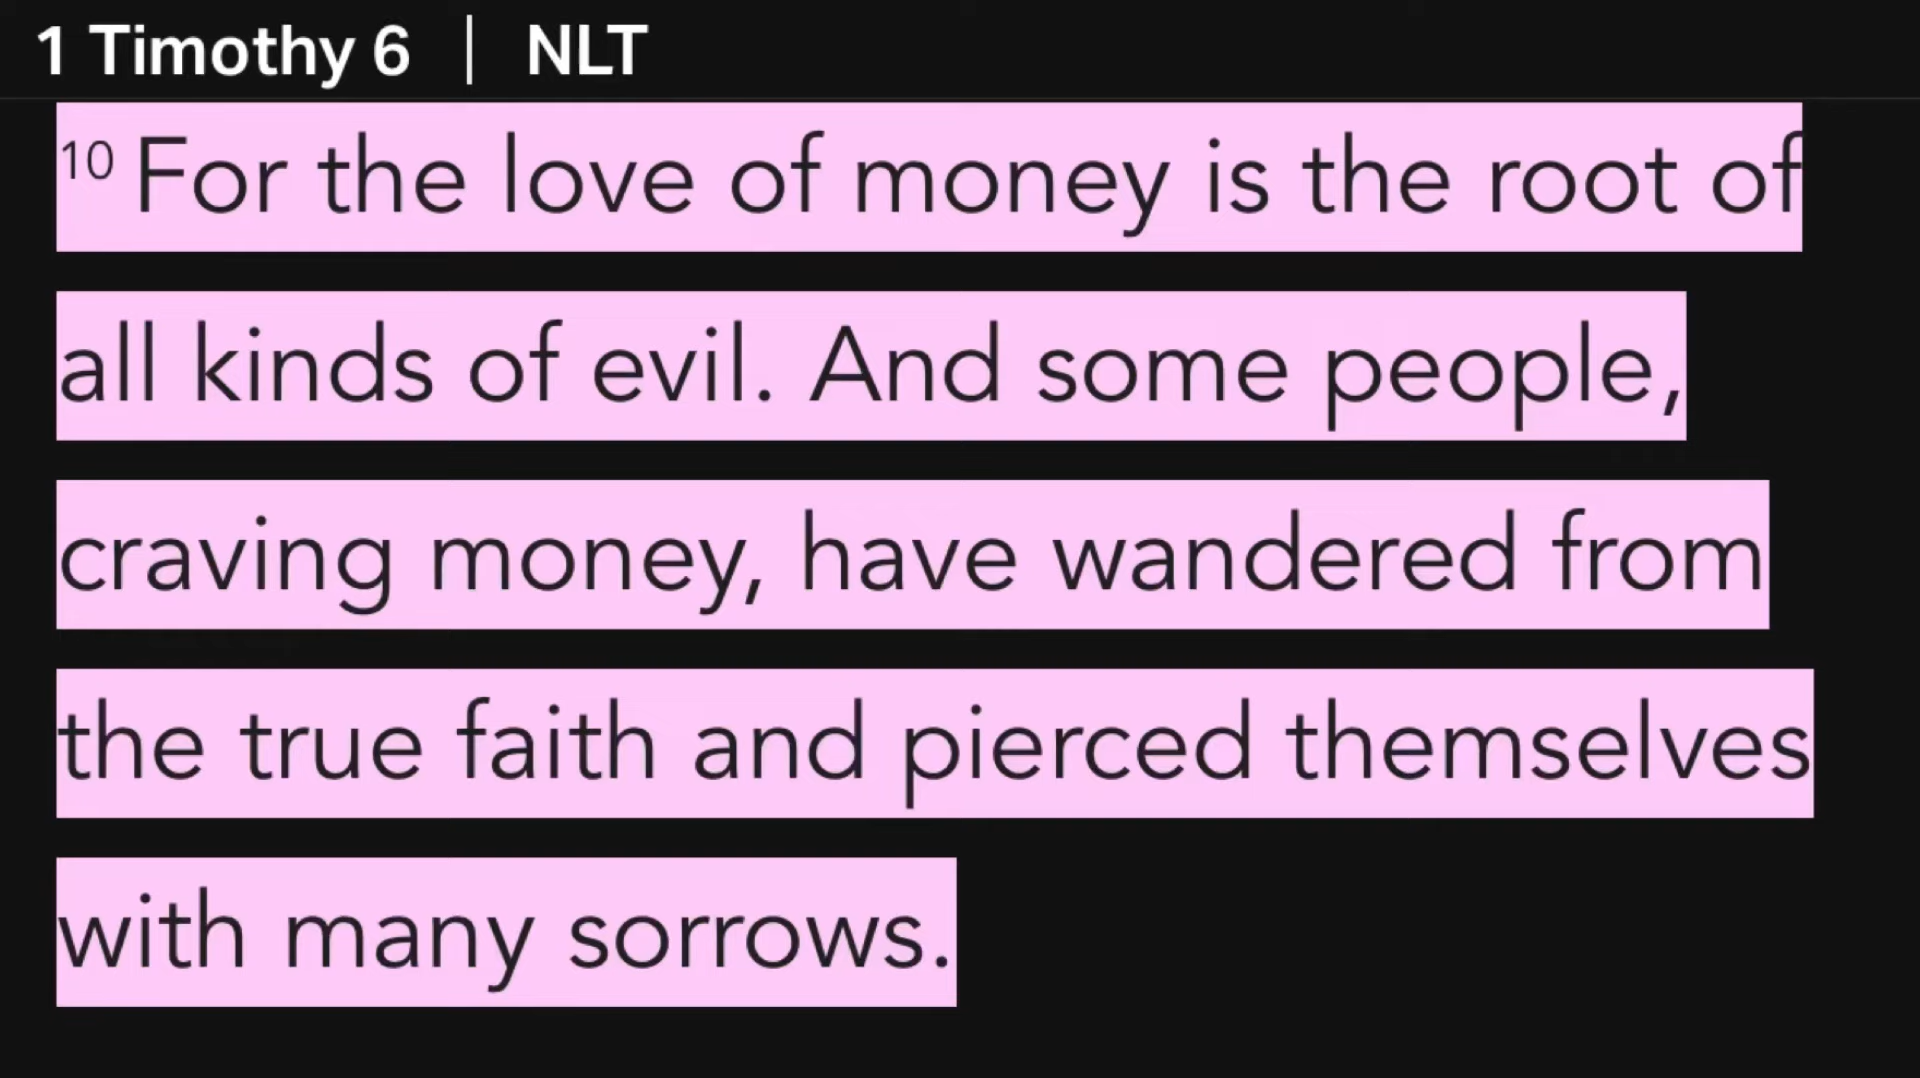 1 Timothy 6 | NLT
10 For the love of money is the root of
all kinds of evil. And some people,
craving money, have wandered from
the true faith and pierced themselves
with many sorrows.